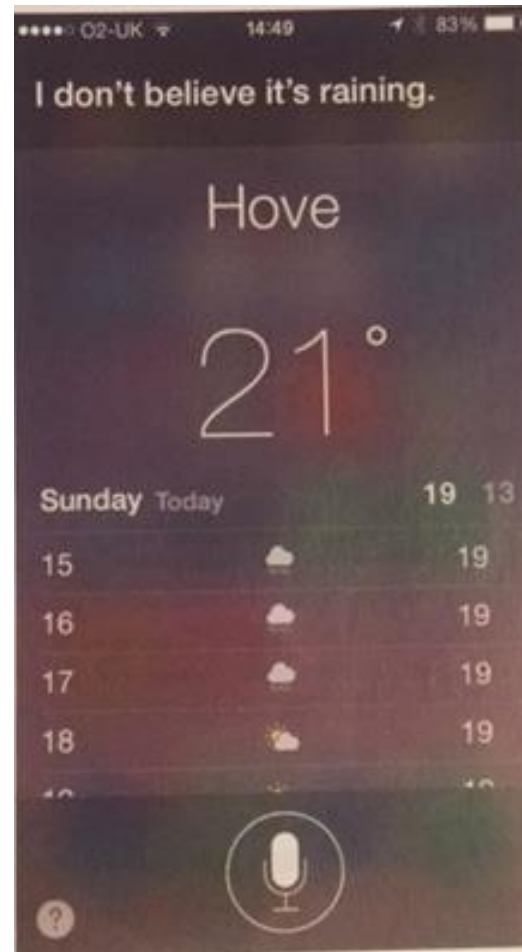 O2-UK 14:49 83%
I don't believe it's raining.
Hove
21°
Sunday Today 19 13
15 19
16 19
17 19
18 19
?